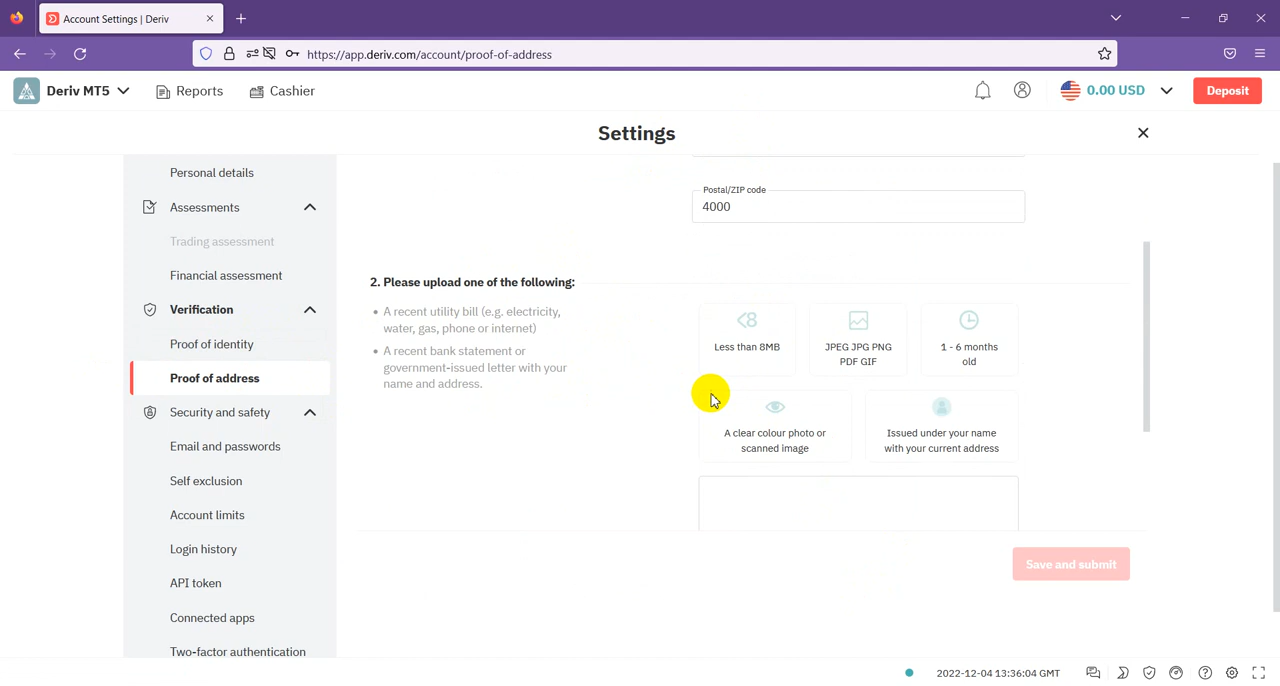 Account Settings | Deriv
https://app.deriv.com/account/proof-of-address
Deriv MT5
Reports
Cashier
0.00 USD
Deposit
Settings
Personal details
Assessments
Trading assessment
Financial assessment
Verification
Proof of identity
Proof of address
Security and safety
Email and passwords
Self exclusion
Account limits
Login history
API token
Connected apps
Two-factor authentication
Postal/ZIP code
4000
2. Please upload one of the following:
A recent utility bill (e.g. electricity,
water, gas, phone or internet)
A recent bank statement or
government-issued letter with your
name and address.
<8
Less than 8MB
JPEG JPG PNG
PDF GIF
1 - 6 months
old
A clear colour photo or
scanned image
Issued under your name
with your current address
Save and submit
2022-12-04 13:36:04 GMT